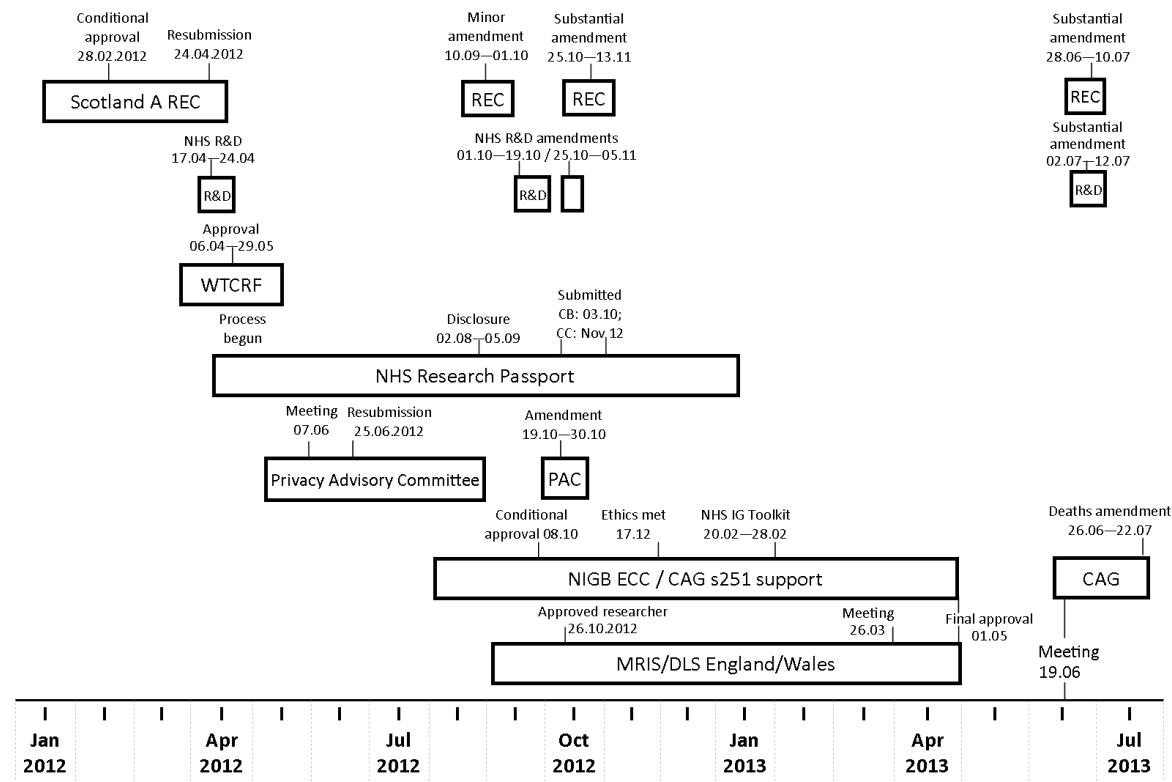 Conditional
approval
28.02.2012
Resubmission
24.04.2012
Scotland A REC
Minor
amendment
10.09—01.10
REC
Substantial
amendment
25.10—13.11
REC
Substantial
amendment
28.06—10.07
REC
NHS R&D
17.04—24.04
R&D
NHS R&D amendments
01.10—19.10 / 25.10—05.11
R&D
Substantial
amendment
02.07—12.07
R&D
Approval
06.04—29.05
WTCRF
Process
begun
Disclosure
02.08—05.09
Submitted
CB: 03.10;
CC: Nov 12
NHS Research Passport
Meeting
07.06
Resubmission
25.06.2012
Privacy Advisory Committee
Amendment
19.10—30.10
PAC
Conditional
approval 08.10
Ethics met
17.12
NHS IG Toolkit
20.02—28.02
NIGB ECC / CAG s251 support
Deaths amendment
26.06—22.07
CAG
Approved researcher
26.10.2012
Meeting
26.03
Final approval
01.05
MRIS/DLS England/Wales
Meeting
19.06
Jan
2012
Apr
2012
Jul
2012
Oct
2012
Jan
2013
Apr
2013
Jul
2013